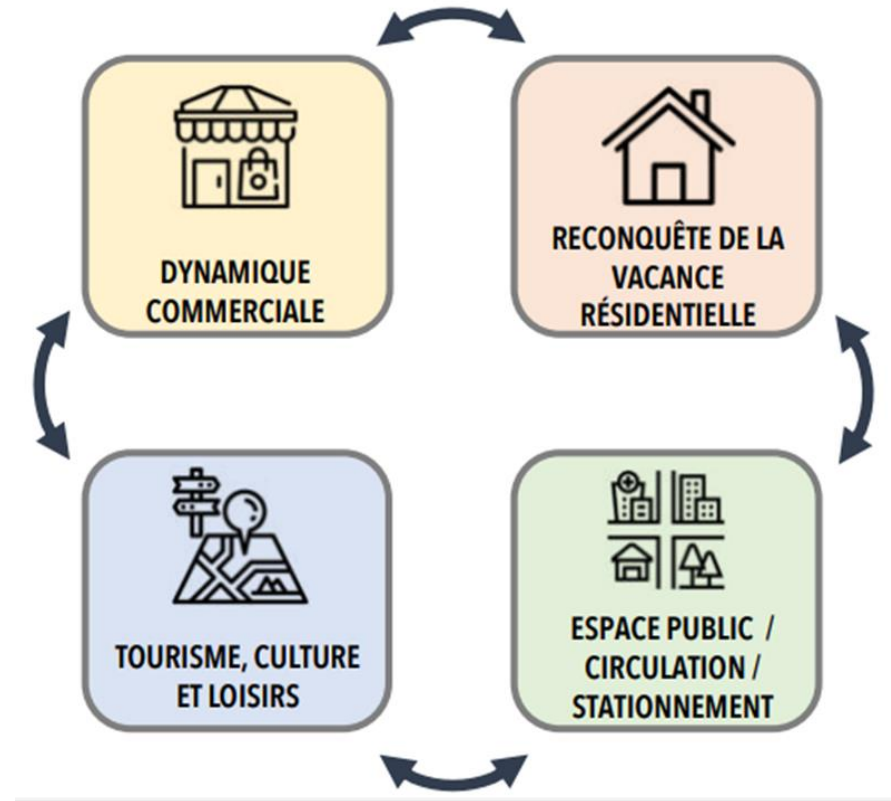 DYNAMIQUE
COMMERCIALE
RECONQUÊTE DE LA
VACANCE
RÉSIDENTIELLE
TOURISME, CULTURE
ET LOISIRS
ESPACE PUBLIC /
CIRCULATION /
STATIONNEMENT